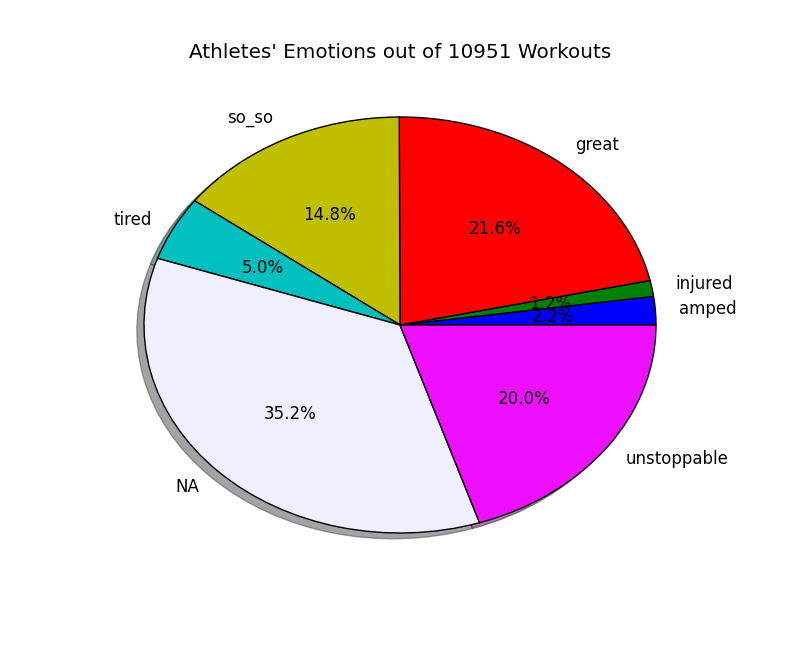 Athletes' Emotions out of 10951 Workouts
so_so
great
14.8%
21.6%
tired
5.0%
injured
1.2%
amped
2.2%
35.2%
20.0%
unstoppable
NA